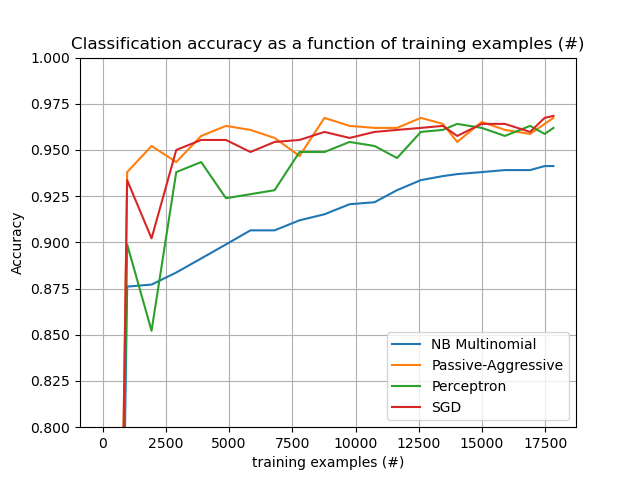 Classification accuracy as a function of training examples (#)
1.000
0.975
0.950
0.925
0.900
0.875
0.850
0.825
0.800
Accuracy
NB Multinomial
Passive-Aggressive
Perceptron
SGD
0 2500 5000 7500 10000 12500 15000 17500
training examples (#)